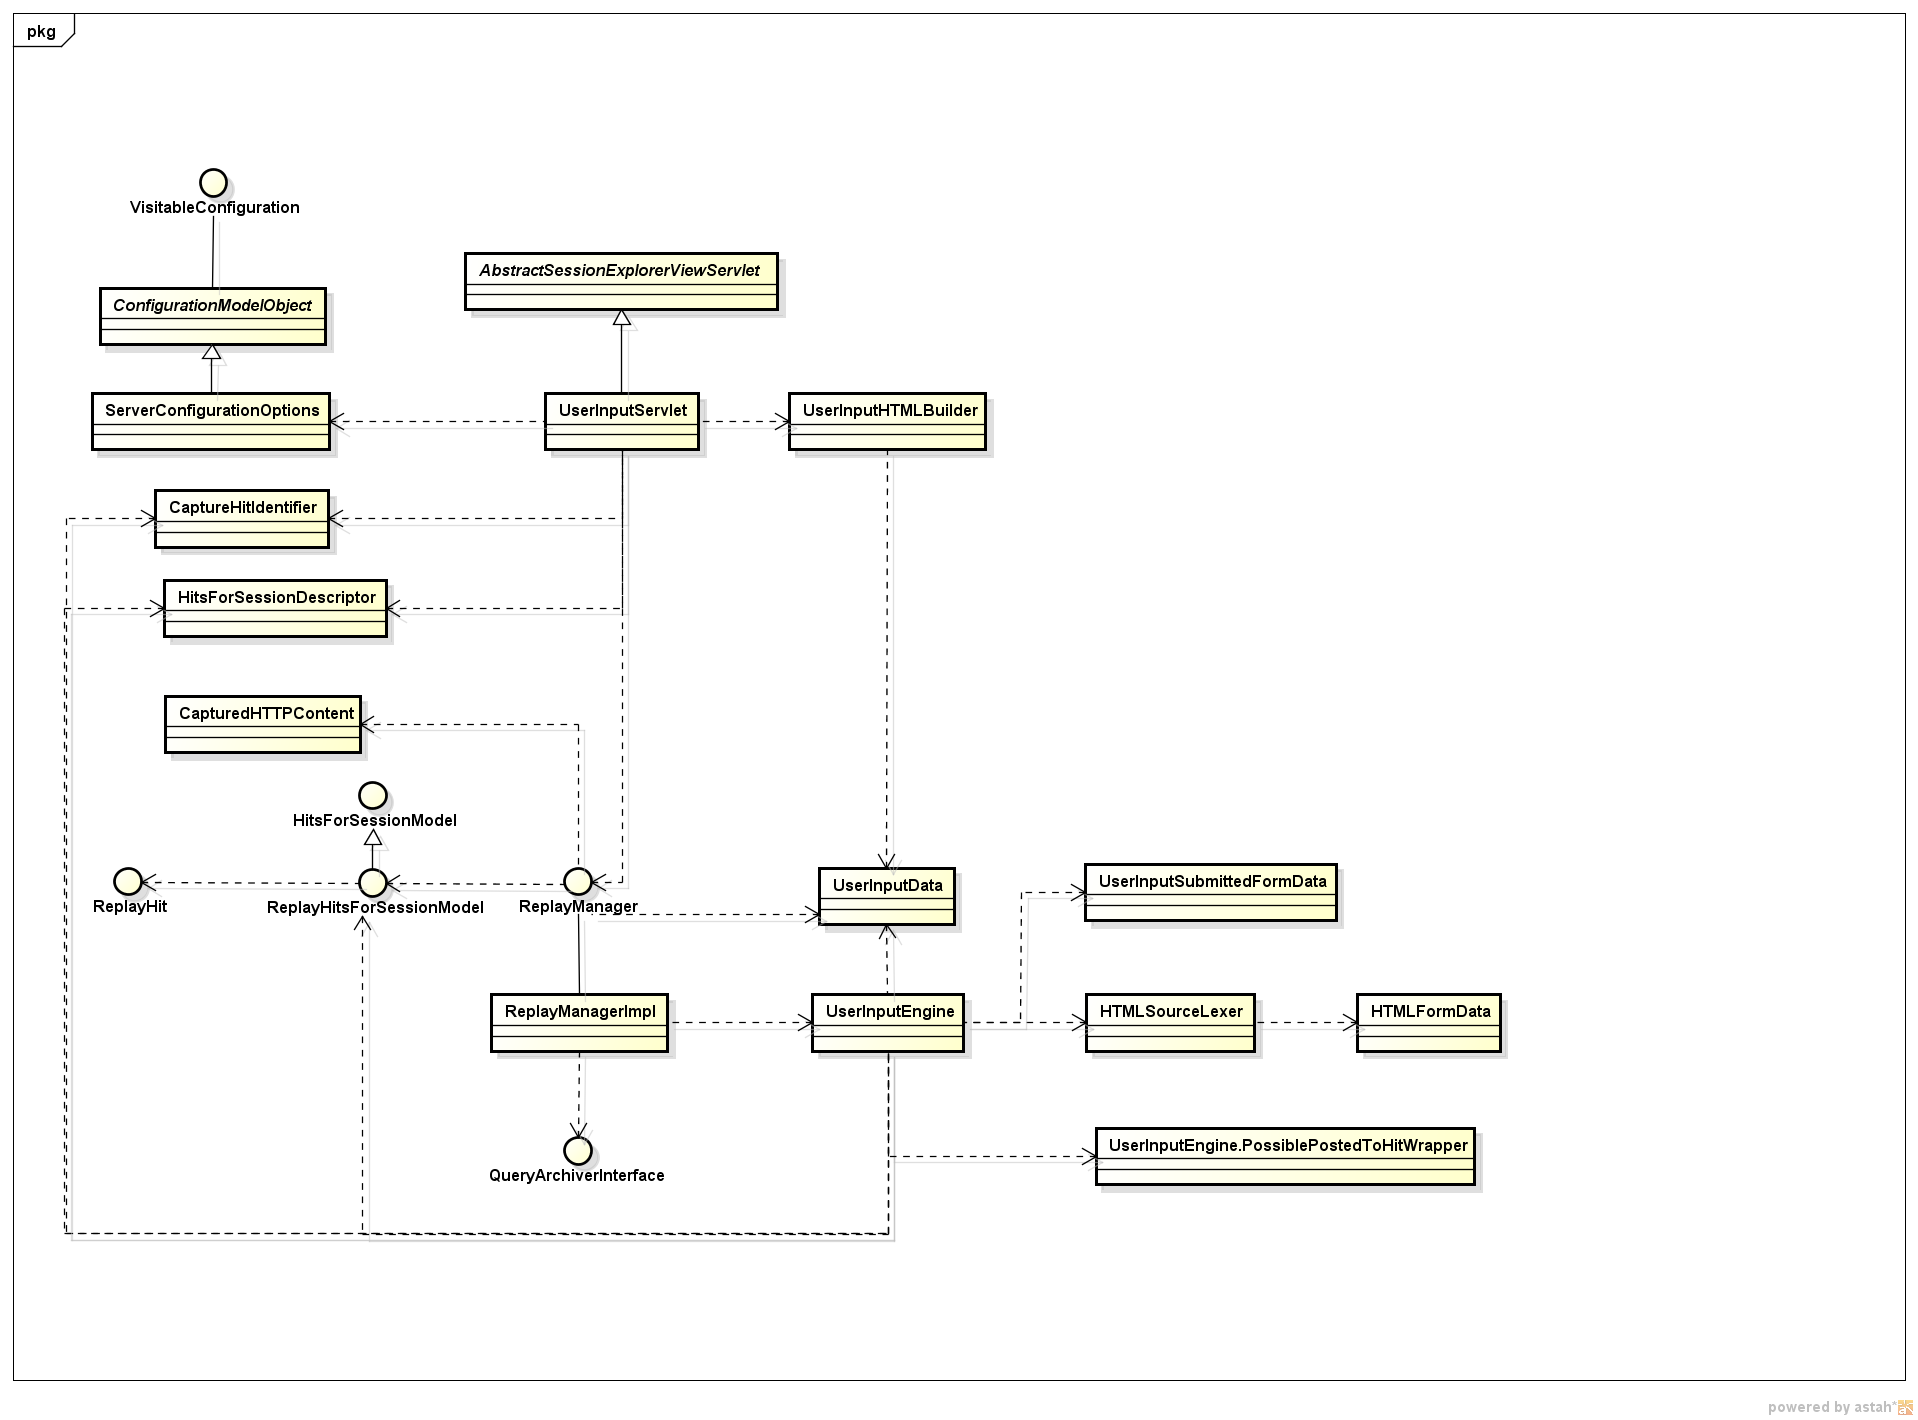 pkg
VisitableConfiguration
AbstractSessionExplorerViewServlet
ConfigurationModelObject
ServerConfigurationOptions
UserInputServlet
UserInputHTMLBuilder
CaptureHitIdentifier
HitsForSessionDescriptor
CapturedHTTPContent
HitsForSessionModel
ReplayHit
ReplayHitsForSessionModel
ReplayManager
UserInputData
UserInputSubmittedFormData
ReplayManagerImpl
UserInputEngine
HTMLSourceLexer
HTMLFormData
UserInputEngine.PossiblePostedToHitWrapper
QueryArchiverInterface
powered by astah*